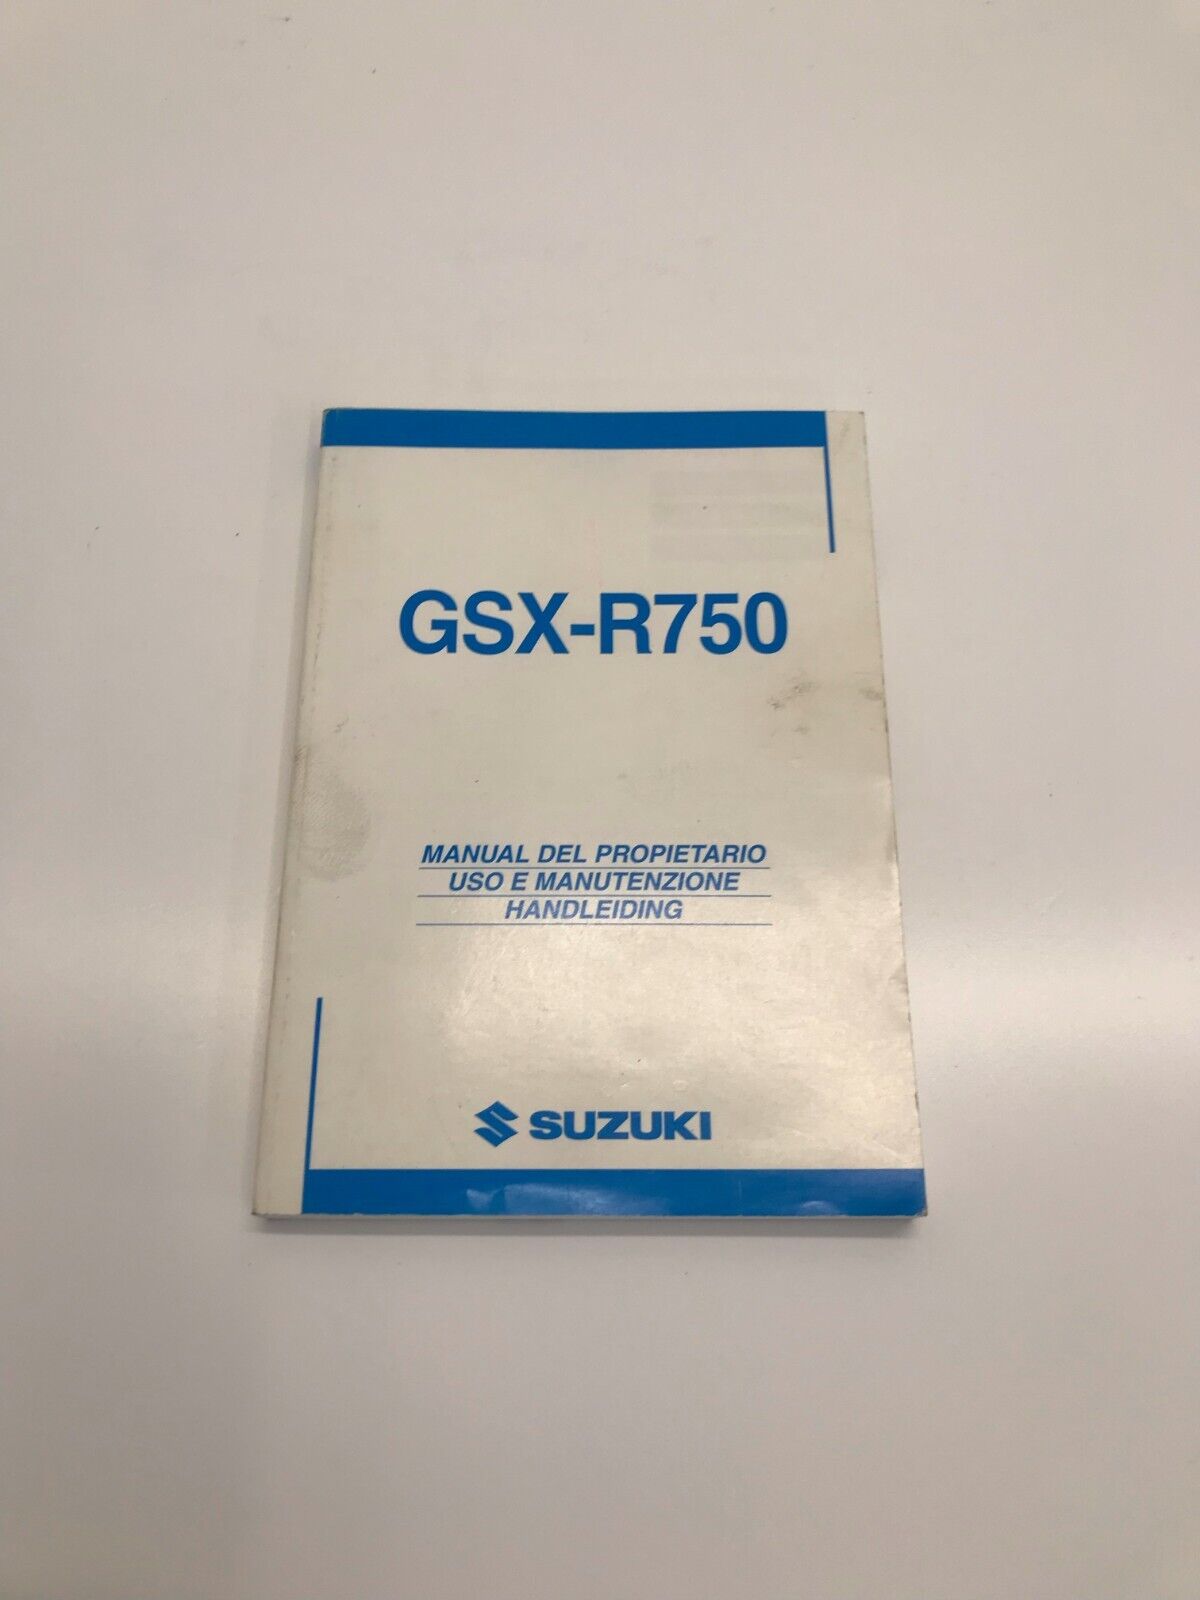 GSX-R750
MANUAL DEL PROPIETARIO
USO E MANUTENZIONE
HANDLEIDING
SUZUKI